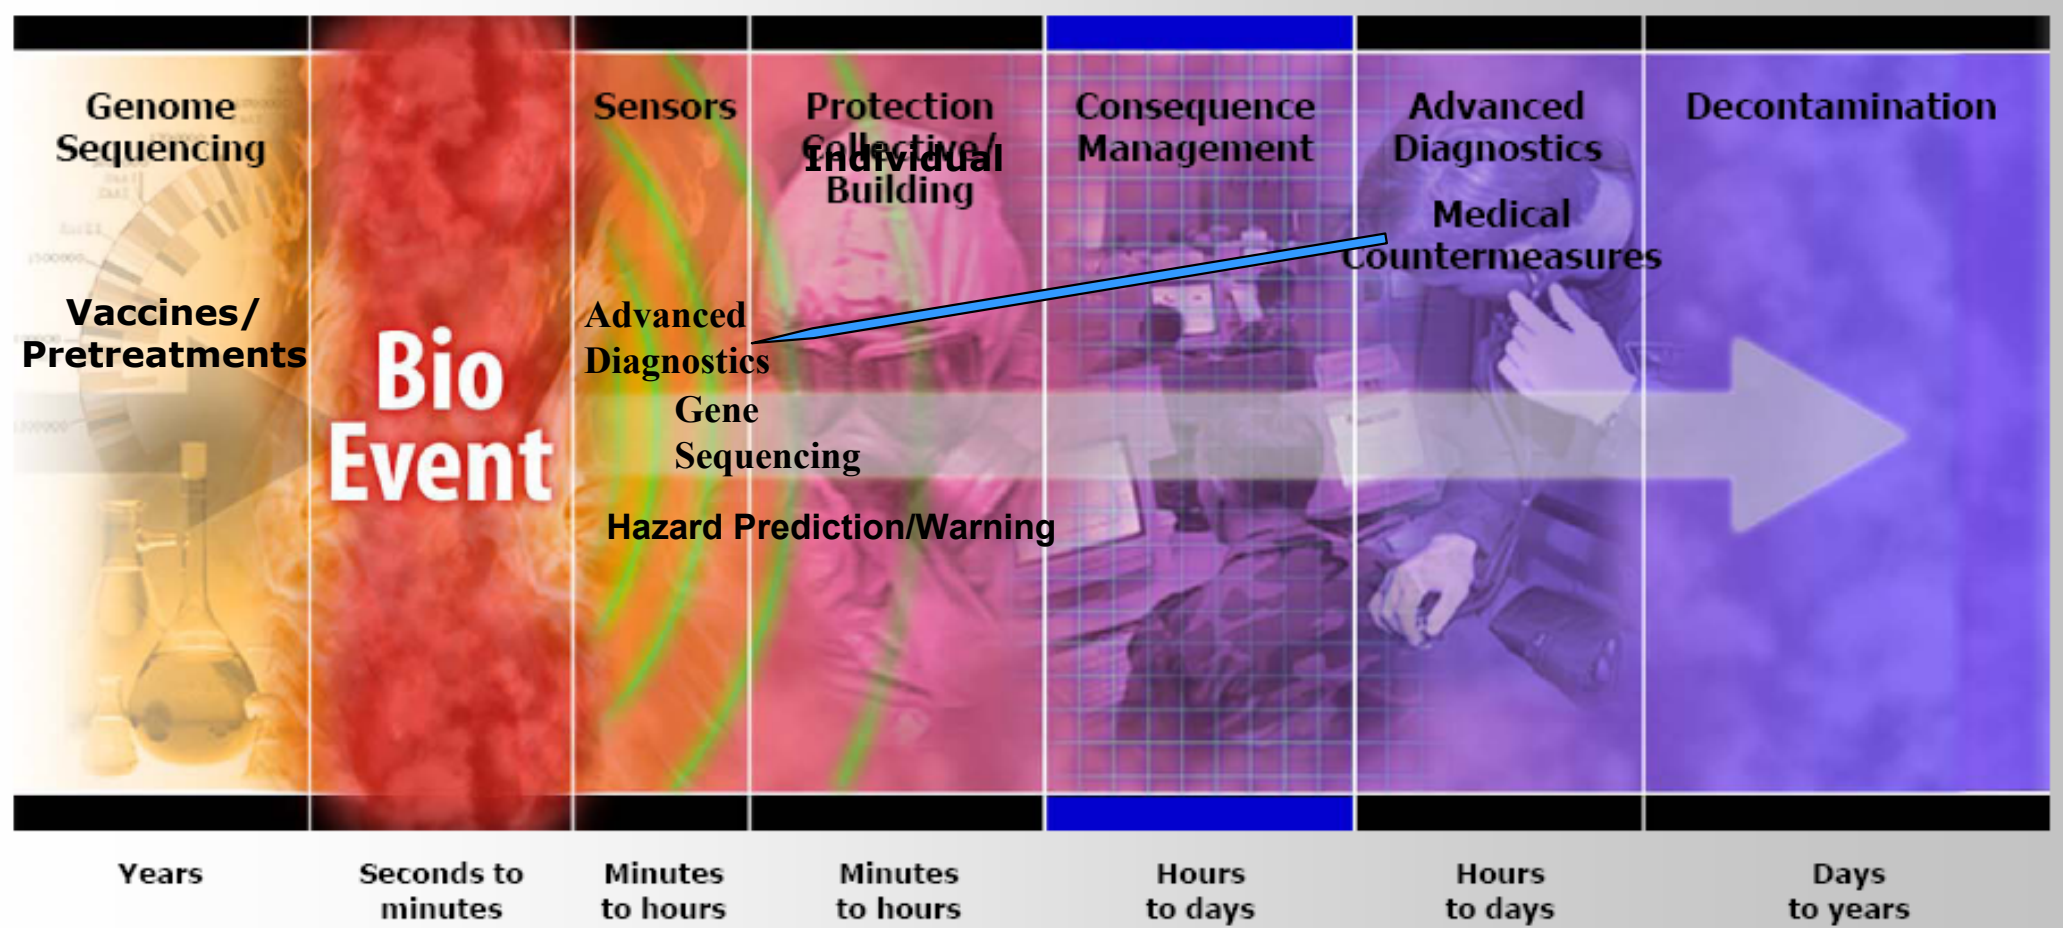 Genome
Sequencing
Vaccines/
Pretreatments
Bio
Event
Sensors
Advanced
Diagnostics
Gene
Sequencing
Hazard Prediction/Warning
Protection
Collective/
Individual
Building
Consequence
Management
Advanced
Diagnostics
Medical
Countermeasures
Decontamination
Years
Seconds to
minutes
Minutes
to hours
Minutes
to hours
Hours
to days
Hours
to days
Days
to years